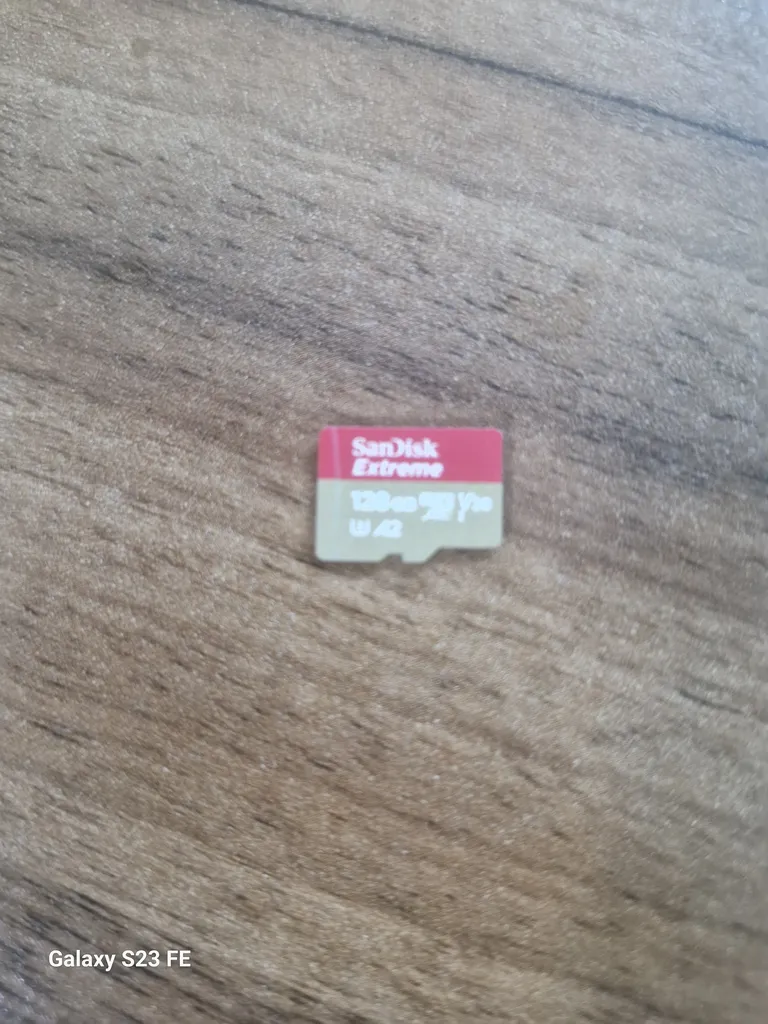 SanDisk
Extreme
128GB V30
U3 A2
Galaxy S23 FE